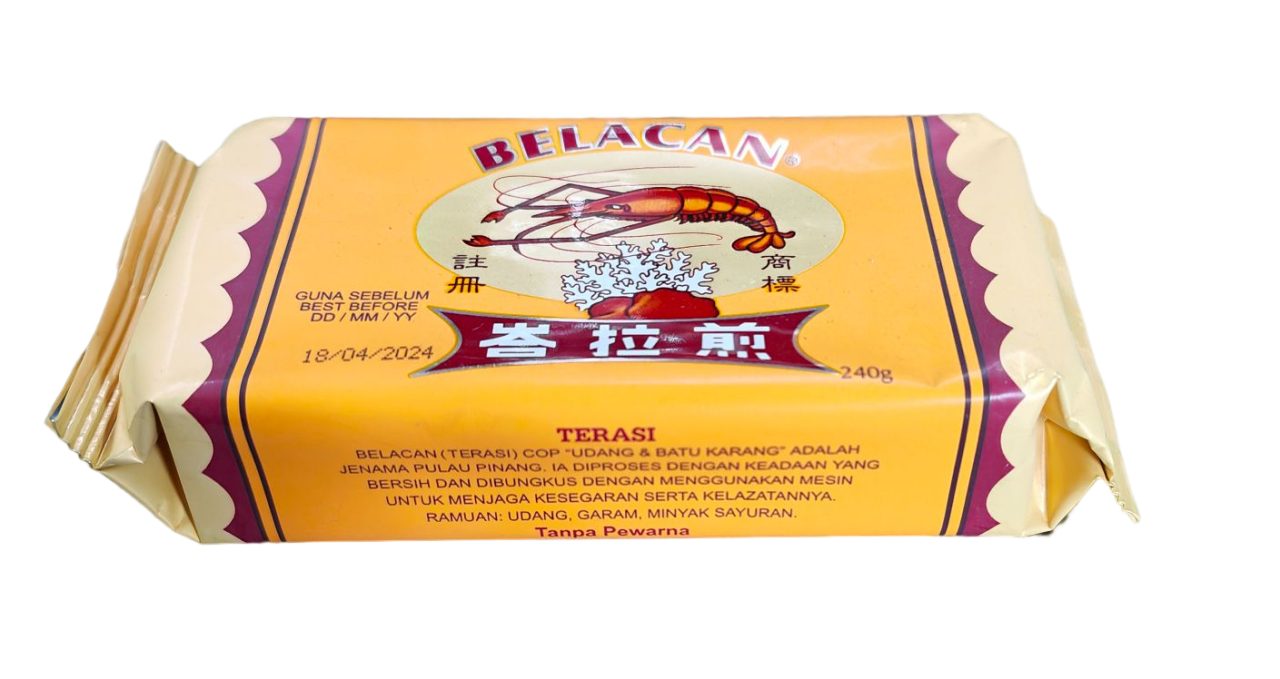 BELACAN®
註 商
冊 標
GUNA SEBELUM
BEST BEFORE
DD / MM / YY
18/04/2024
峇拉煎
240g
TERASI
BELACAN (TERASI) COP "UDANG & BATU KARANG" ADALAH
JENAMA PULAU PINANG. IA DIPROSES DENGAN KEADAAN YANG
BERSIH DAN DIBUNGKUS DENGAN MENGGUNAKAN MESIN
UNTUK MENJAGA KESEGARAN SERTA KELAZATANNYA.
RAMUAN: UDANG, GARAM, MINYAK SAYURAN.
Tanpa Pewarna